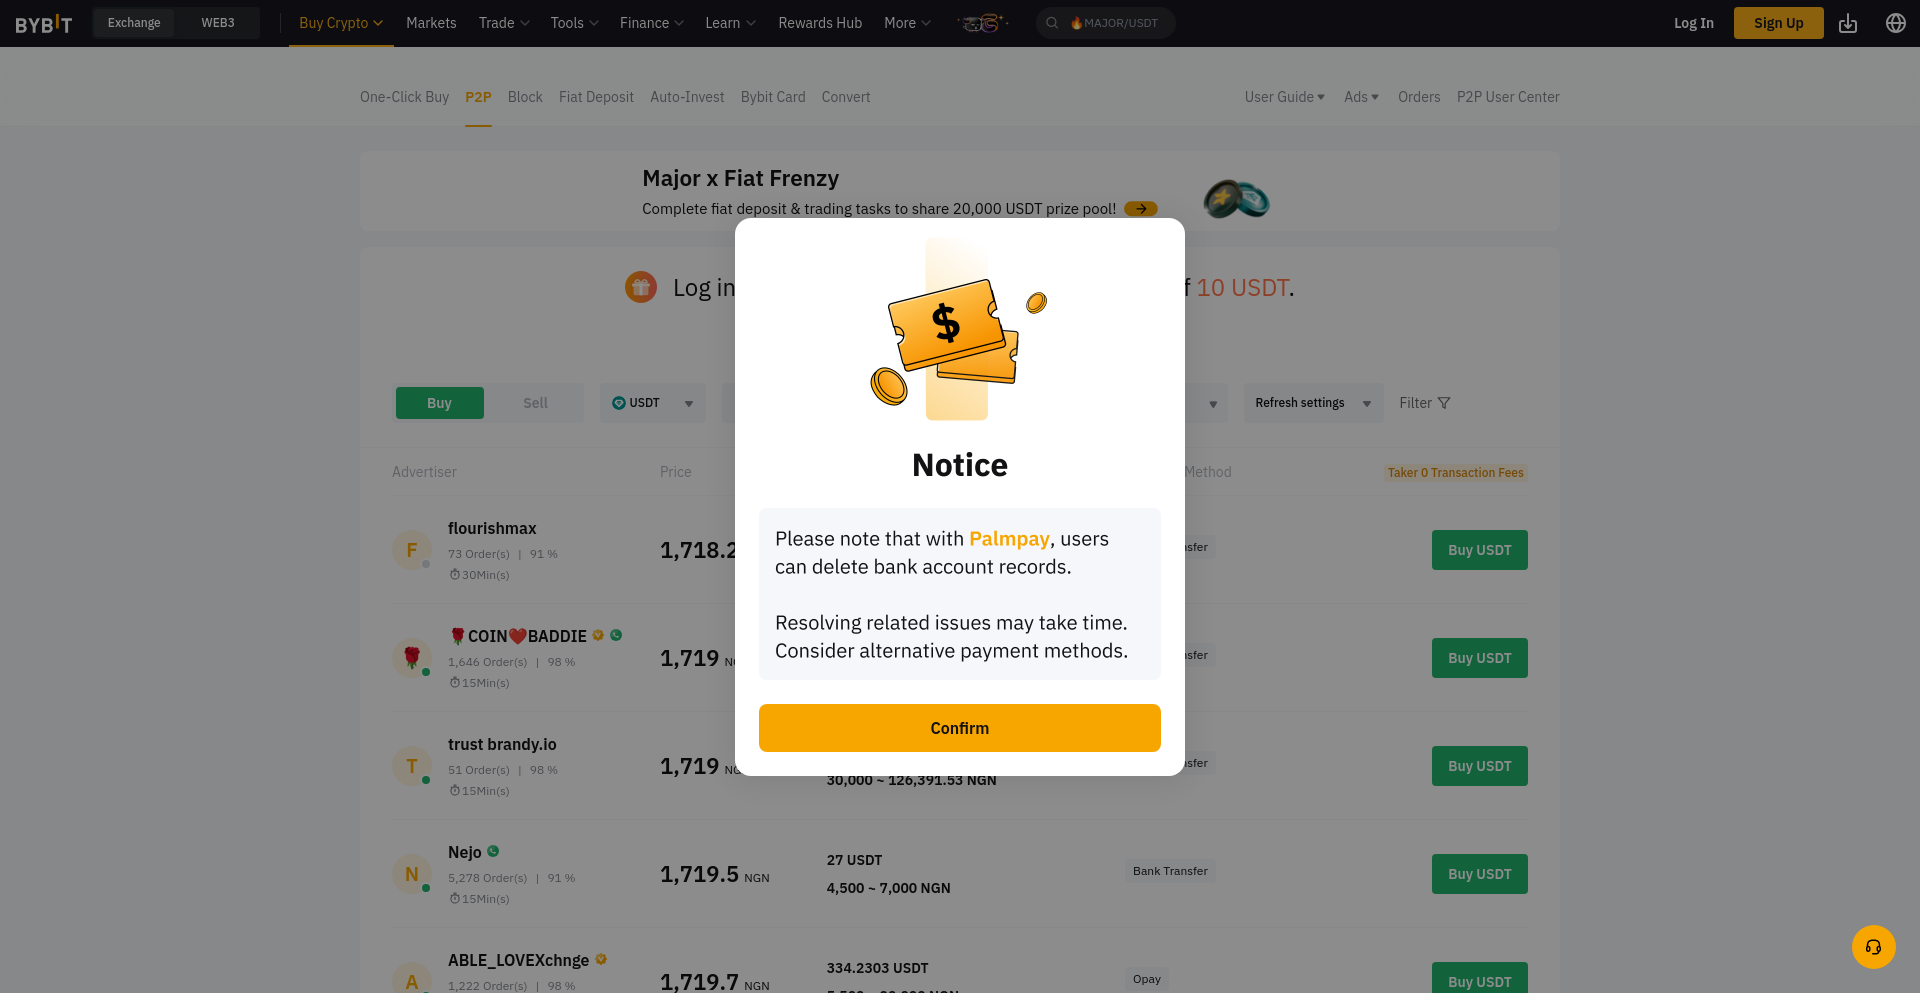 BYBIT Exchange WEB3 Buy Crypto Markets Trade Tools Finance Learn Rewards Hub More 🔥MAJOR/USDT Log In Sign Up
One-Click Buy P2P Block Fiat Deposit Auto-Invest Bybit Card Convert User Guide Ads Orders P2P User Center
Major x Fiat Frenzy
Complete fiat deposit & trading tasks to share 20,000 USDT prize pool!
Log in 10 USDT.
Buy Sell USDT Refresh settings Filter
Advertiser Price Method Taker 0 Transaction Fees
$
Notice
Please note that with Palmpay, users
can delete bank account records.
Resolving related issues may take time.
Consider alternative payment methods.
Confirm
flourishmax
F 73 Order(s) | 91 % 1,718.2 Buy USDT
30Min(s)
🌹COIN❤️BADDIE
🌹 1,646 Order(s) | 98 % 1,719 Buy USDT
15Min(s)
trust brandy.io
T 51 Order(s) | 98 % 1,719 30,000 ~ 126,391.53 NGN Buy USDT
15Min(s)
Nejo 27 USDT
N 5,278 Order(s) | 91 % 1,719.5 NGN 4,500 ~ 7,000 NGN Bank Transfer Buy USDT
15Min(s)
ABLE_LOVEXchnge 334.2303 USDT
A 1,222 Order(s) | 98 % 1,719.7 NGN Opay Buy USDT